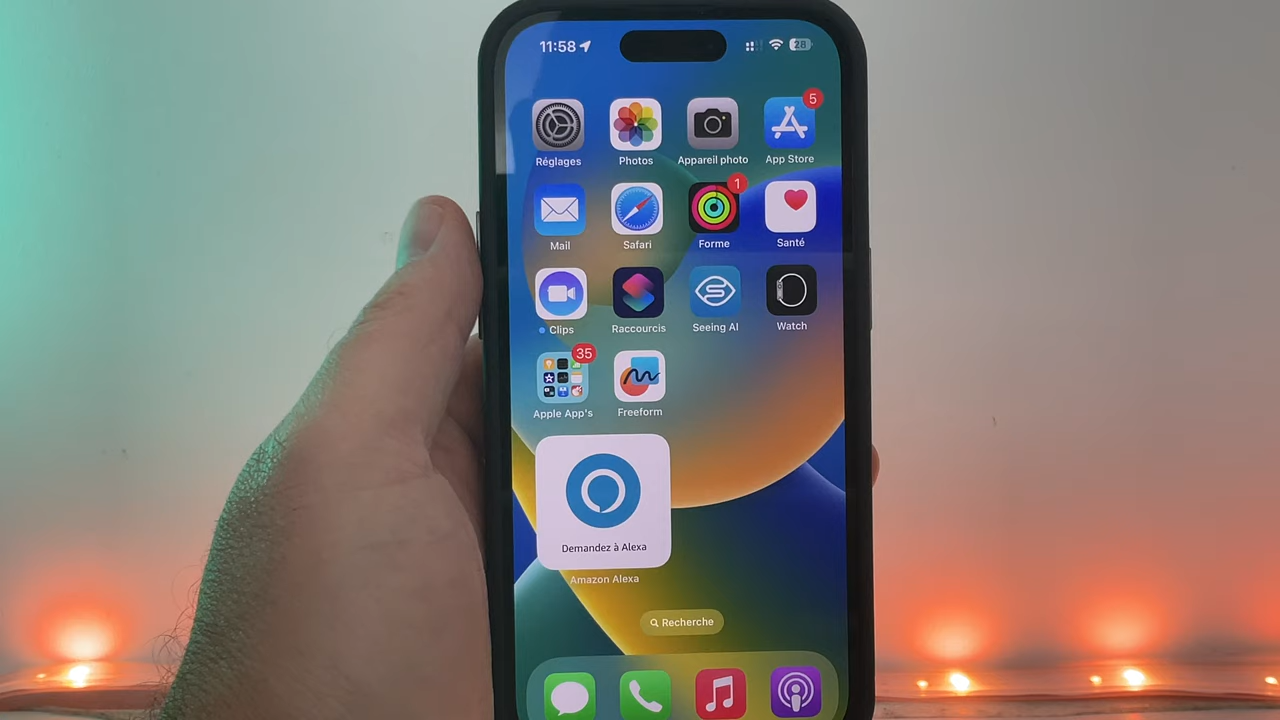 11:58
28
5
Réglages
Photos
Appareil photo
App Store
1
Mail
Safari
Forme
Santé
Clips
Raccourcis
Seeing AI
Watch
35
Apple App's
Freeform
Demandez à Alexa
Amazon Alexa
Recherche